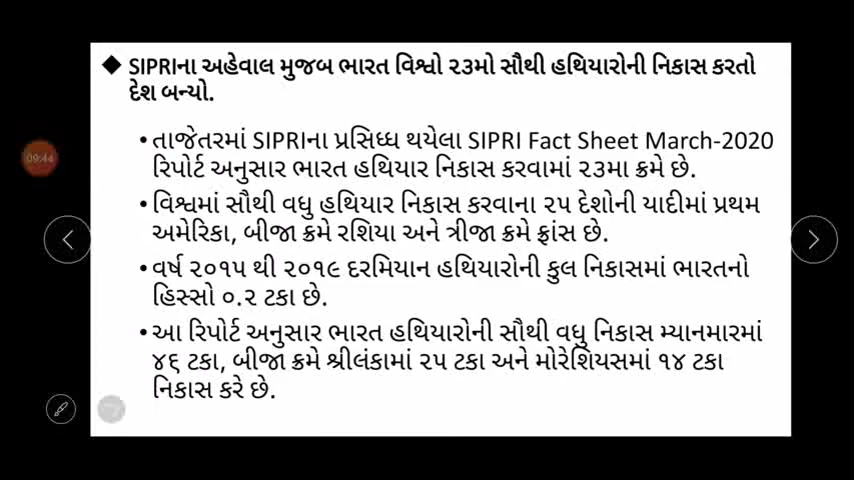 ◆ SIPRIના અહેવાલ મુજબ ભારત વિશ્વો ૨૩મો સૌથી હથિયારોની નિકાસ કરતો
દેશ બન્યો.
•તાજેતરમાં SIPRIના પ્રસિધ્ધ થયેલા SIPRI Fact Sheet March-2020
રિપોર્ટ અનુસાર ભારત હથિયાર નિકાસ કરવામાં ૨૩મા ક્રમે છે.
•વિશ્વમાં સૌથી વધુ હથિયાર નિકાસ કરવાના ૨૫ દેશોની યાદીમાં પ્રથમ
અમેરિકા, બીજા ક્રમે રશિયા અને ત્રીજા ક્રમે ફ્રાંસ છે.
•વર્ષ ૨૦૧૫ થી ૨૦૧૯ દરમિયાન હથિયારોની કુલ નિકાસમાં ભારતનો
હિસ્સો ૦.૨ ટકા છે.
•આ રિપોર્ટ અનુસાર ભારત હથિયારોની સૌથી વધુ નિકાસ મ્યાનમારમાં
૪૬ ટકા, બીજા ક્રમે શ્રીલંકામાં ૨૫ ટકા અને મોરેશિયસમાં ૧૪ ટકા
નિકાસ કરે છે.
09:44